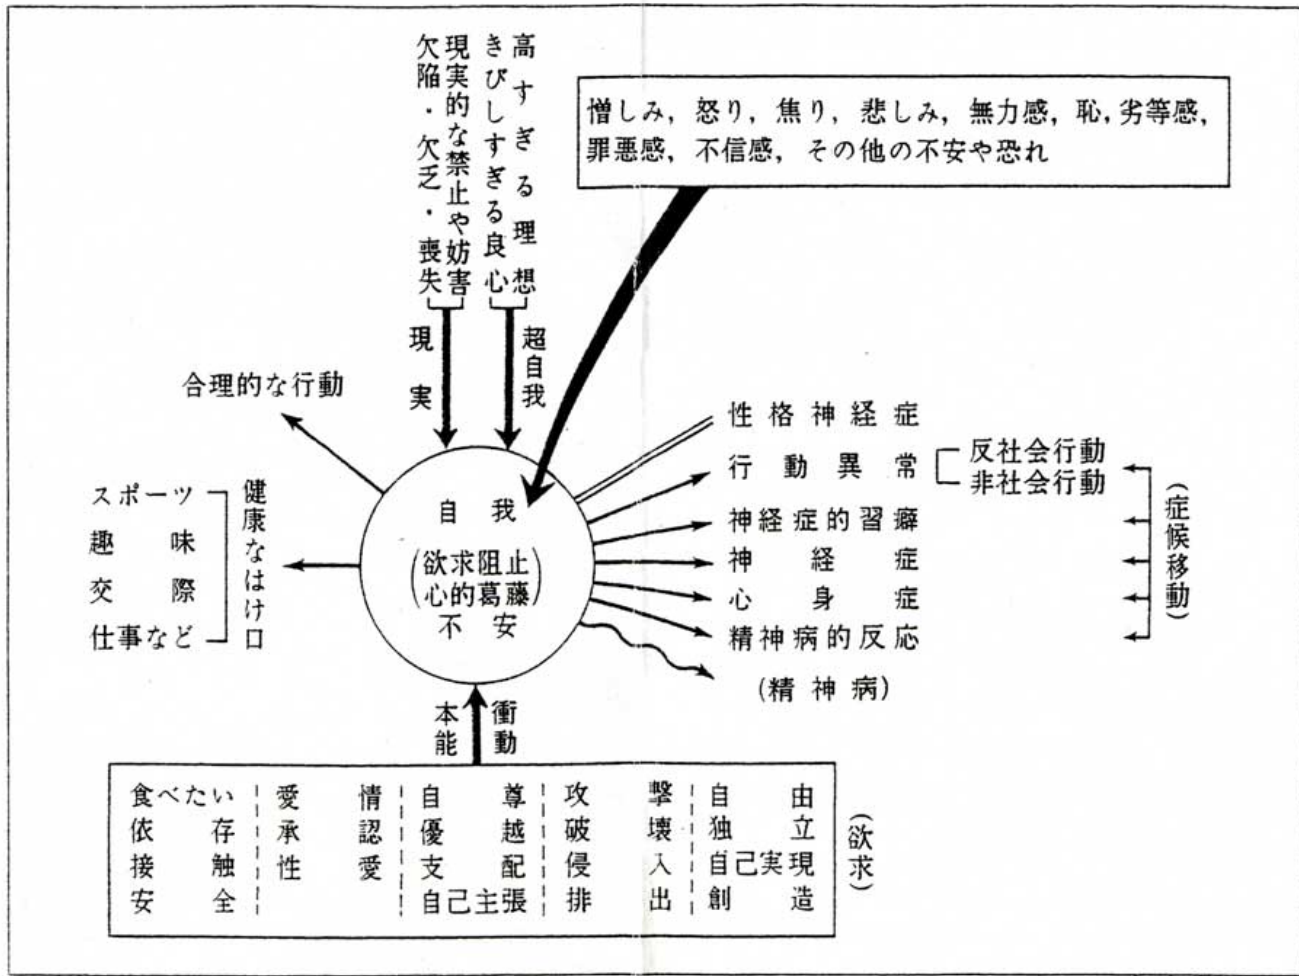 高すぎる理想
きびしすぎる良心
現実的な禁止や妨害
欠陥・欠乏・喪失
憎しみ, 怒り, 焦り, 悲しみ, 無力感, 恥, 劣等感,
罪悪感, 不信感, その他の不安や恐れ
超自我
現実
合理的な行動
健康なはけ口
スポーツ
趣味
交際
仕事など
自我
(欲求阻止
心的葛藤)
不安
性格神経症
行動異常
反社会行動
非社会行動
神経症的習癖
神経症
心身症
精神病的反応
(精神病)
(症候移動)
衝動
本能
食べたい 愛情 自尊 攻撃 自由
依存 承認 優越 破壊 独立
接触 性愛 支配 侵入 自己実現
安全 自己主張 排出 創造
(欲求)